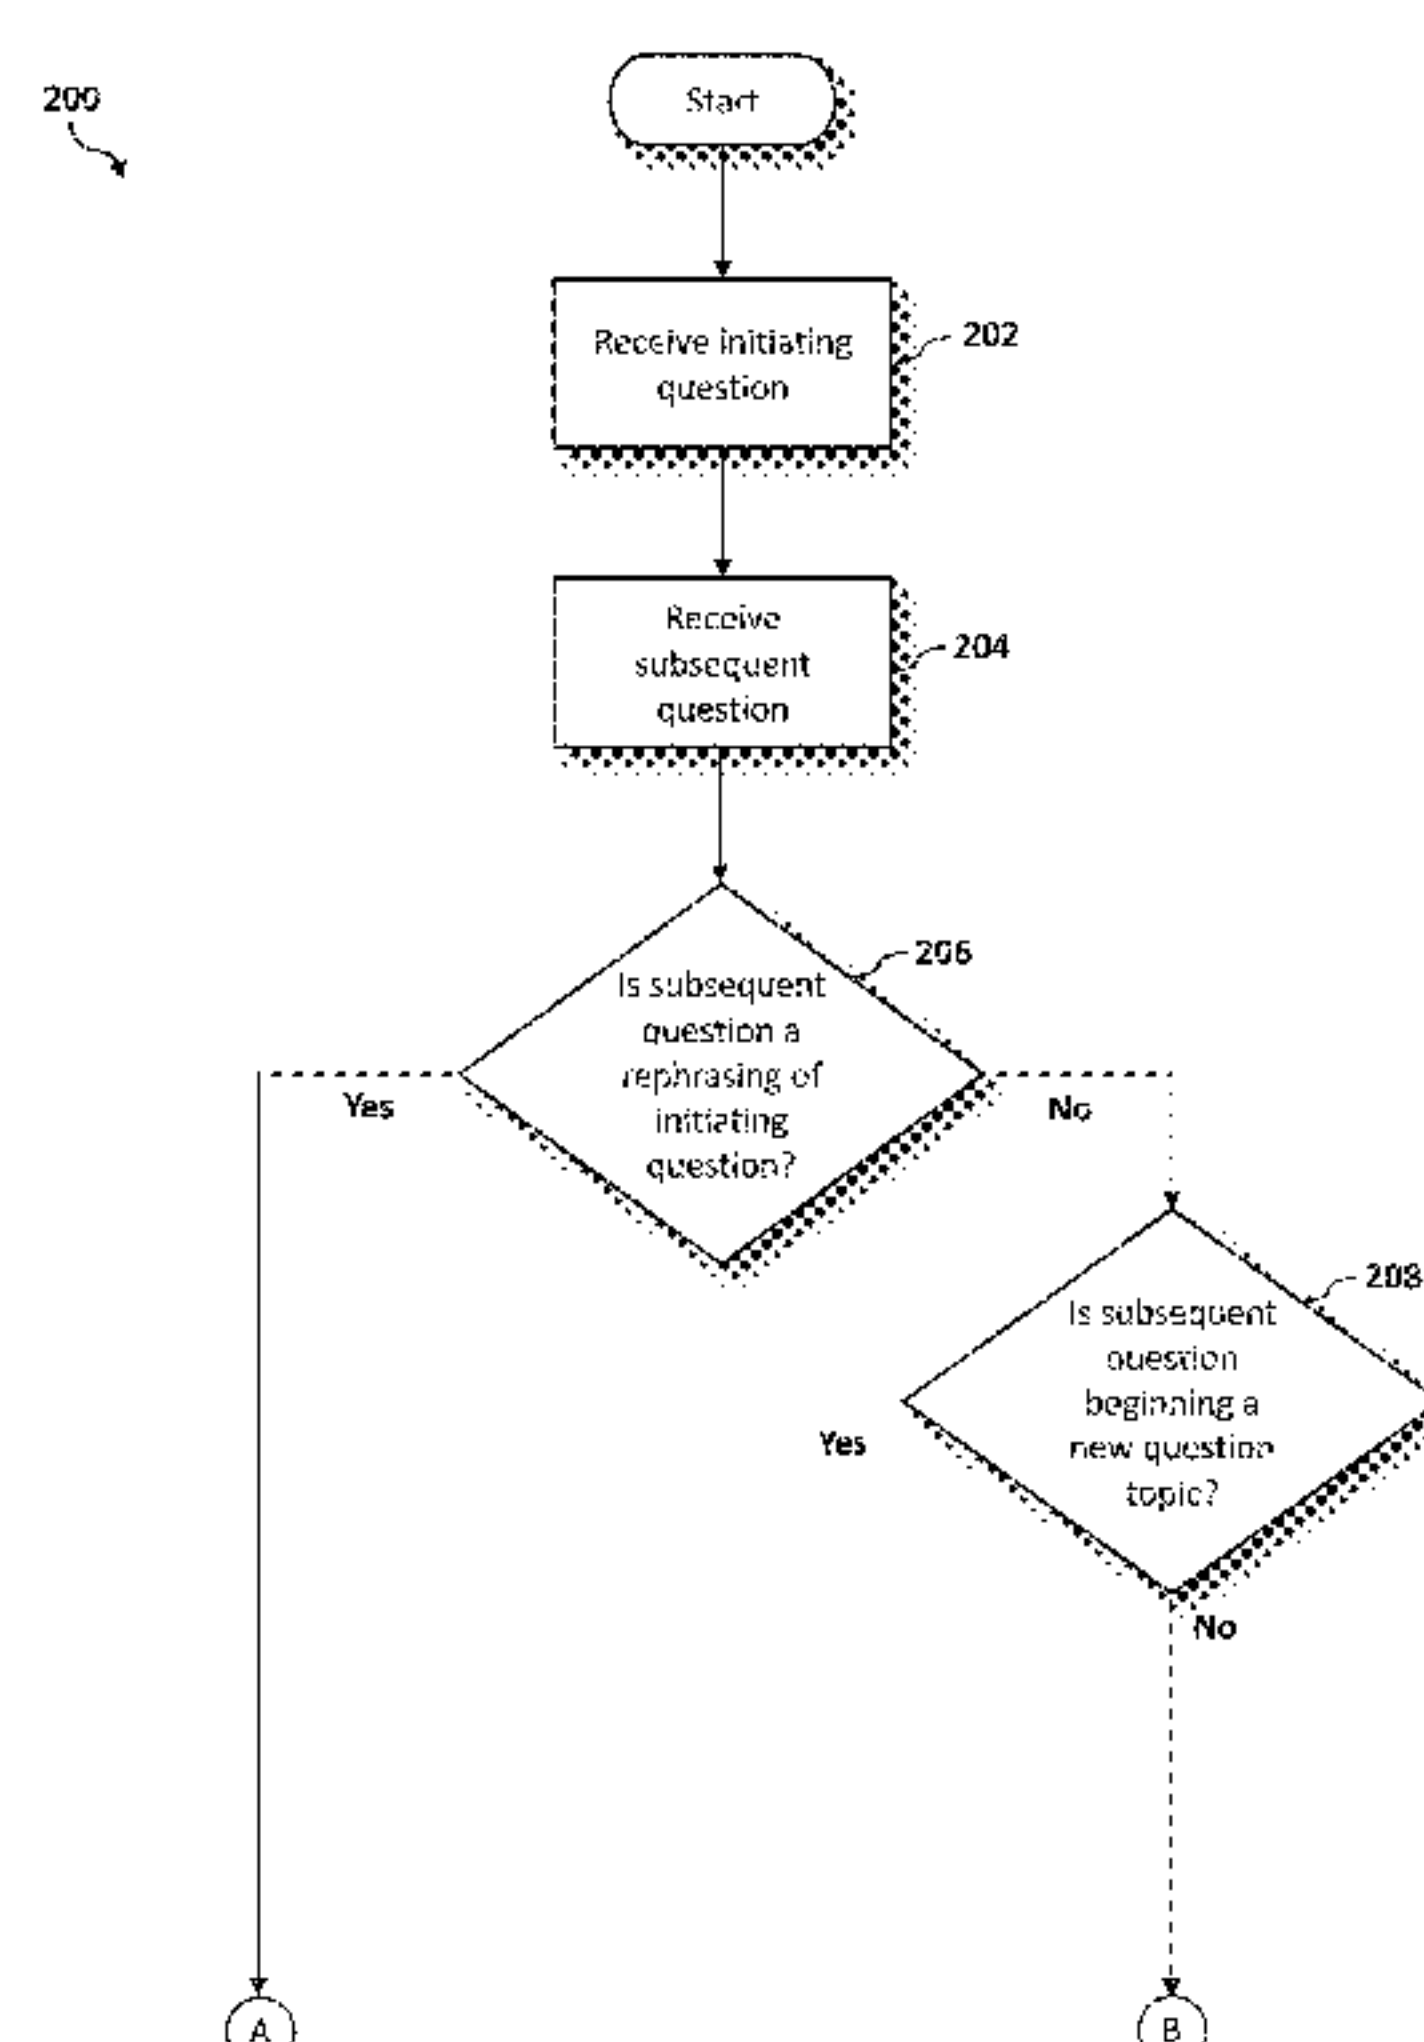 200
Start
Receive initiating
question
202
Receive
subsequent
question
204
206
Is subsequent
question a
rephrasing of
initiating
question?
Yes
No
208
Is subsequent
question
beginning a
new question
topic?
Yes
No
A
B